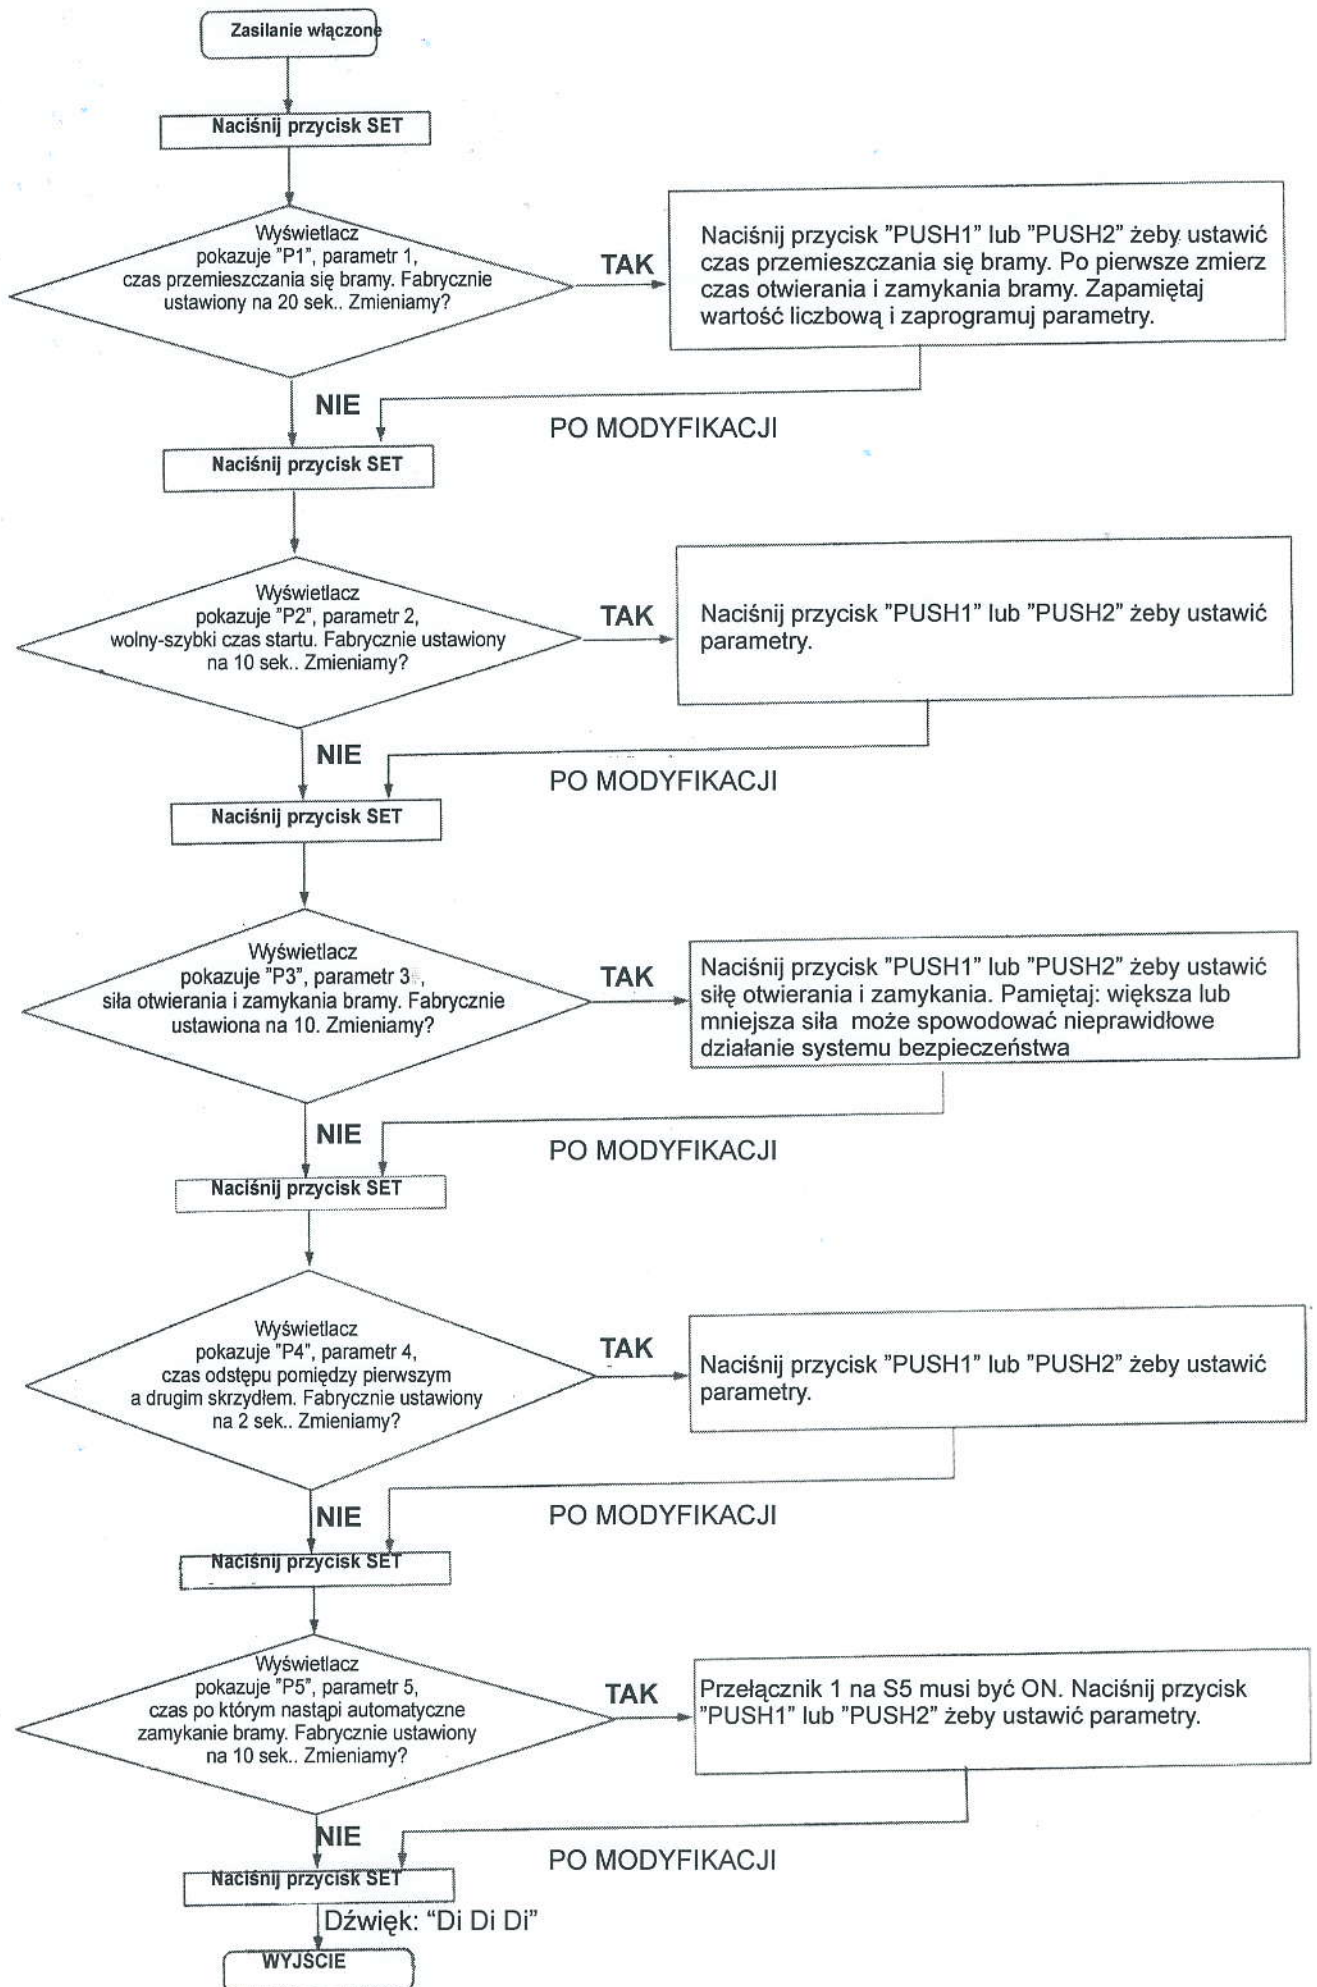 Zasilanie włączone
Naciśnij przycisk SET
Wyświetlacz
pokazuje "P1", parametr 1,
czas przemieszczania się bramy. Fabrycznie
ustawiony na 20 sek.. Zmieniamy?
TAK
Naciśnij przycisk "PUSH1" lub "PUSH2" żeby ustawić
czas przemieszczania się bramy. Po pierwsze zmierz
czas otwierania i zamykania bramy. Zapamiętaj
wartość liczbową i zaprogramuj parametry.
NIE
PO MODYFIKACJI
Naciśnij przycisk SET
Wyświetlacz
pokazuje "P2", parametr 2,
wolny-szybki czas startu. Fabrycznie ustawiony
na 10 sek.. Zmieniamy?
TAK
Naciśnij przycisk "PUSH1" lub "PUSH2" żeby ustawić
parametry.
NIE
PO MODYFIKACJI
Naciśnij przycisk SET
Wyświetlacz
pokazuje "P3", parametr 3,
siła otwierania i zamykania bramy. Fabrycznie
ustawiona na 10. Zmieniamy?
TAK
Naciśnij przycisk "PUSH1" lub "PUSH2" żeby ustawić
siłę otwierania i zamykania. Pamiętaj: większa lub
mniejsza siła może spowodować nieprawidłowe
działanie systemu bezpieczeństwa
NIE
PO MODYFIKACJI
Naciśnij przycisk SET
Wyświetlacz
pokazuje "P4", parametr 4,
czas odstępu pomiędzy pierwszym
a drugim skrzydłem. Fabrycznie ustawiony
na 2 sek.. Zmieniamy?
TAK
Naciśnij przycisk "PUSH1" lub "PUSH2" żeby ustawić
parametry.
NIE
PO MODYFIKACJI
Naciśnij przycisk SET
Wyświetlacz
pokazuje "P5", parametr 5,
czas po którym nastąpi automatyczne
zamykanie bramy. Fabrycznie ustawiony
na 10 sek.. Zmieniamy?
TAK
Przełącznik 1 na S5 musi być ON. Naciśnij przycisk
"PUSH1" lub "PUSH2" żeby ustawić parametry.
NIE
PO MODYFIKACJI
Naciśnij przycisk SET
Dźwięk: "Di Di Di"
WYJŚCIE